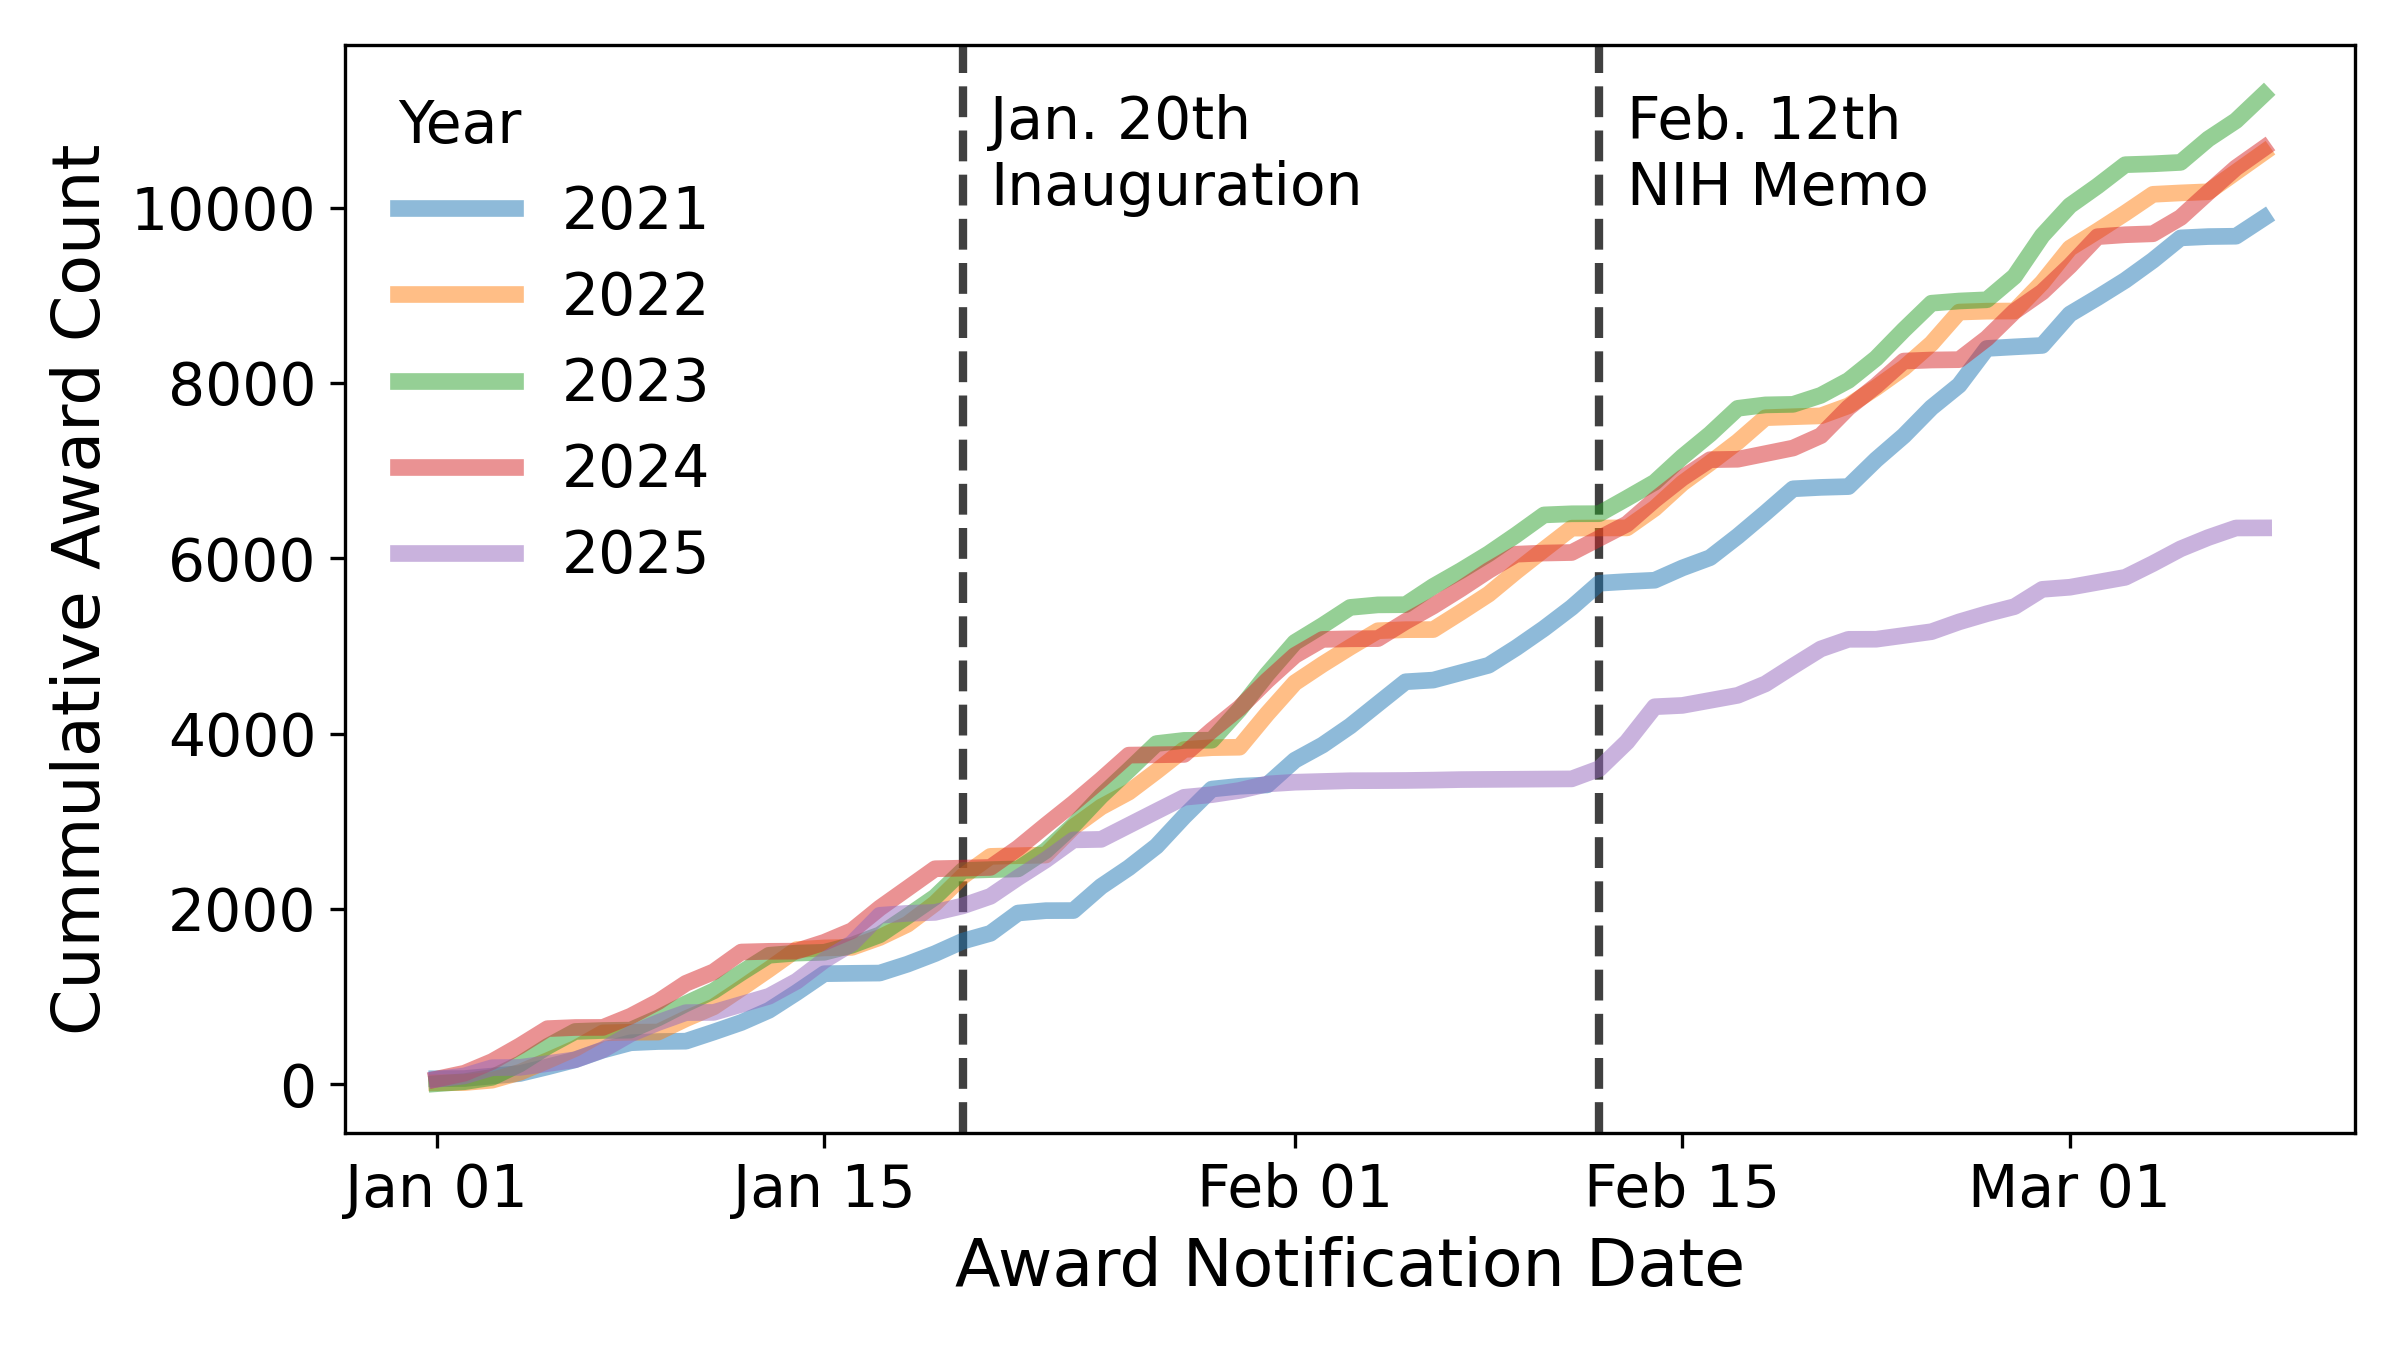 Year
2021
2022
2023
2024
2025
Jan. 20th
Inauguration
Feb. 12th
NIH Memo
Cummulative Award Count
10000
8000
6000
4000
2000
0
Jan 01
Jan 15
Feb 01
Feb 15
Mar 01
Award Notification Date